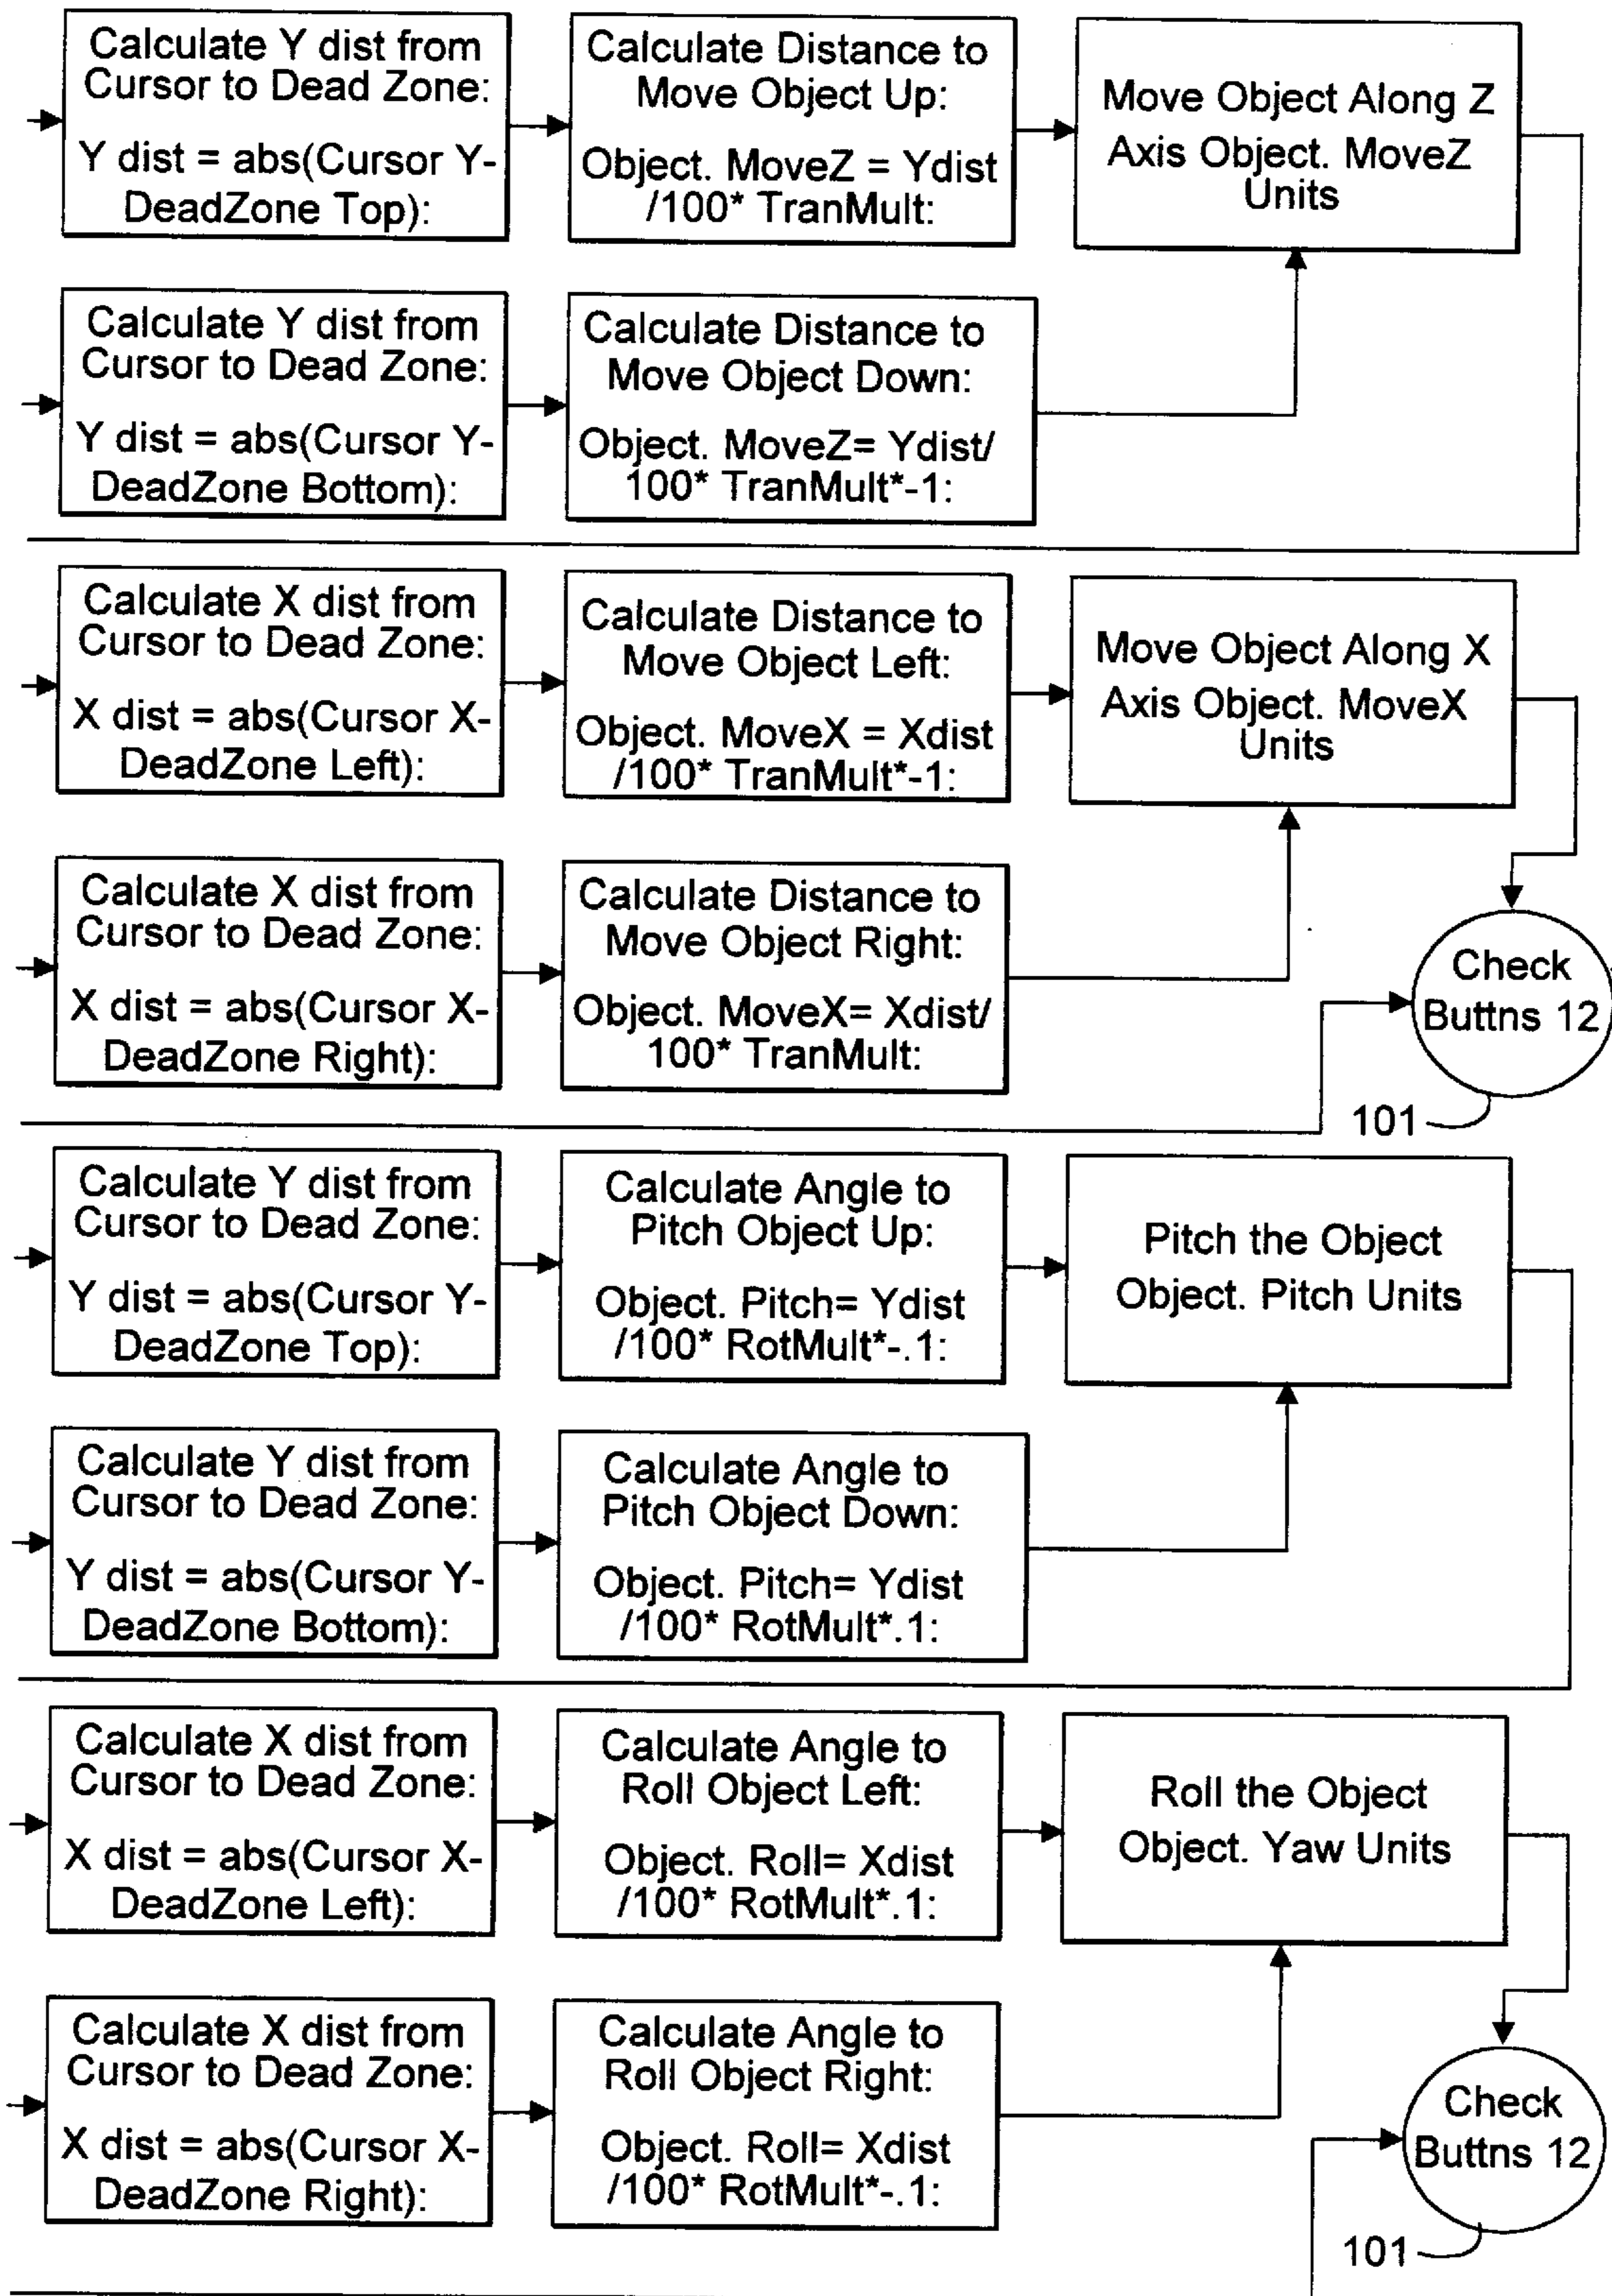 Calculate Y dist from
Cursor to Dead Zone:
Y dist = abs(Cursor Y-
DeadZone Top):
Calculate Distance to
Move Object Up:
Object. MoveZ = Ydist
/100* TranMult:
Move Object Along Z
Axis Object. MoveZ
Units
Calculate Y dist from
Cursor to Dead Zone:
Y dist = abs(Cursor Y-
DeadZone Bottom):
Calculate Distance to
Move Object Down:
Object. MoveZ= Ydist/
100* TranMult*-1:
Calculate X dist from
Cursor to Dead Zone:
X dist = abs(Cursor X-
DeadZone Left):
Calculate Distance to
Move Object Left:
Object. MoveX = Xdist
/100* TranMult*-1:
Move Object Along X
Axis Object. MoveX
Units
Calculate X dist from
Cursor to Dead Zone:
X dist = abs(Cursor X-
DeadZone Right):
Calculate Distance to
Move Object Right:
Object. MoveX= Xdist/
100* TranMult:
Check
Buttns 12
101
Calculate Y dist from
Cursor to Dead Zone:
Y dist = abs(Cursor Y-
DeadZone Top):
Calculate Angle to
Pitch Object Up:
Object. Pitch= Ydist
/100* RotMult*-.1:
Pitch the Object
Object. Pitch Units
Calculate Y dist from
Cursor to Dead Zone:
Y dist = abs(Cursor Y-
DeadZone Bottom):
Calculate Angle to
Pitch Object Down:
Object. Pitch= Ydist
/100* RotMult*.1:
Calculate X dist from
Cursor to Dead Zone:
X dist = abs(Cursor X-
DeadZone Left):
Calculate Angle to
Roll Object Left:
Object. Roll= Xdist
/100* RotMult*.1:
Roll the Object
Object. Yaw Units
Calculate X dist from
Cursor to Dead Zone:
X dist = abs(Cursor X-
DeadZone Right):
Calculate Angle to
Roll Object Right:
Object. Roll= Xdist
/100* RotMult*-.1:
Check
Buttns 12
101